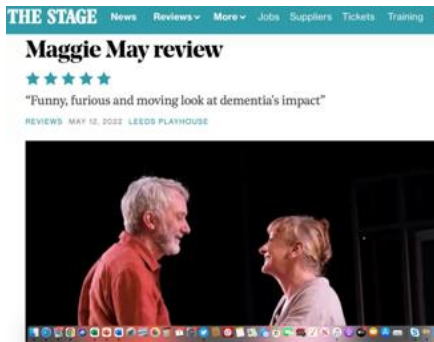 THE STAGE News Reviews More Jobs Suppliers Tickets Training
Maggie May review
“Funny, furious and moving look at dementia's impact”
REVIEWS MAY 12, 2022 LEEDS PLAYHOUSE